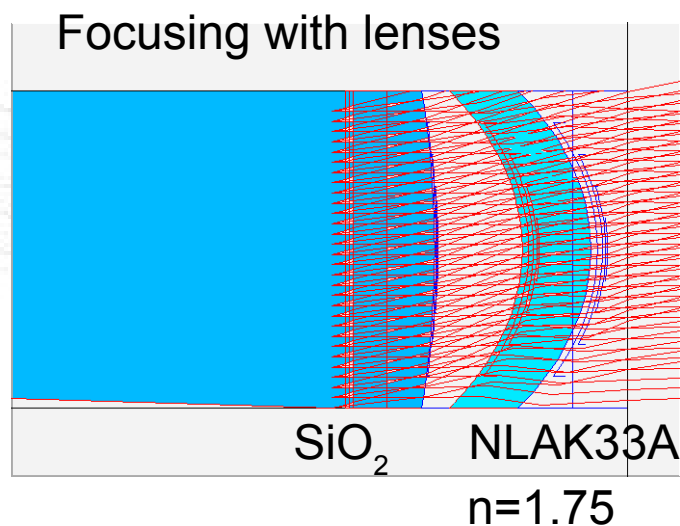 Focusing with lenses
SiO₂ NLAK33A
n=1.75